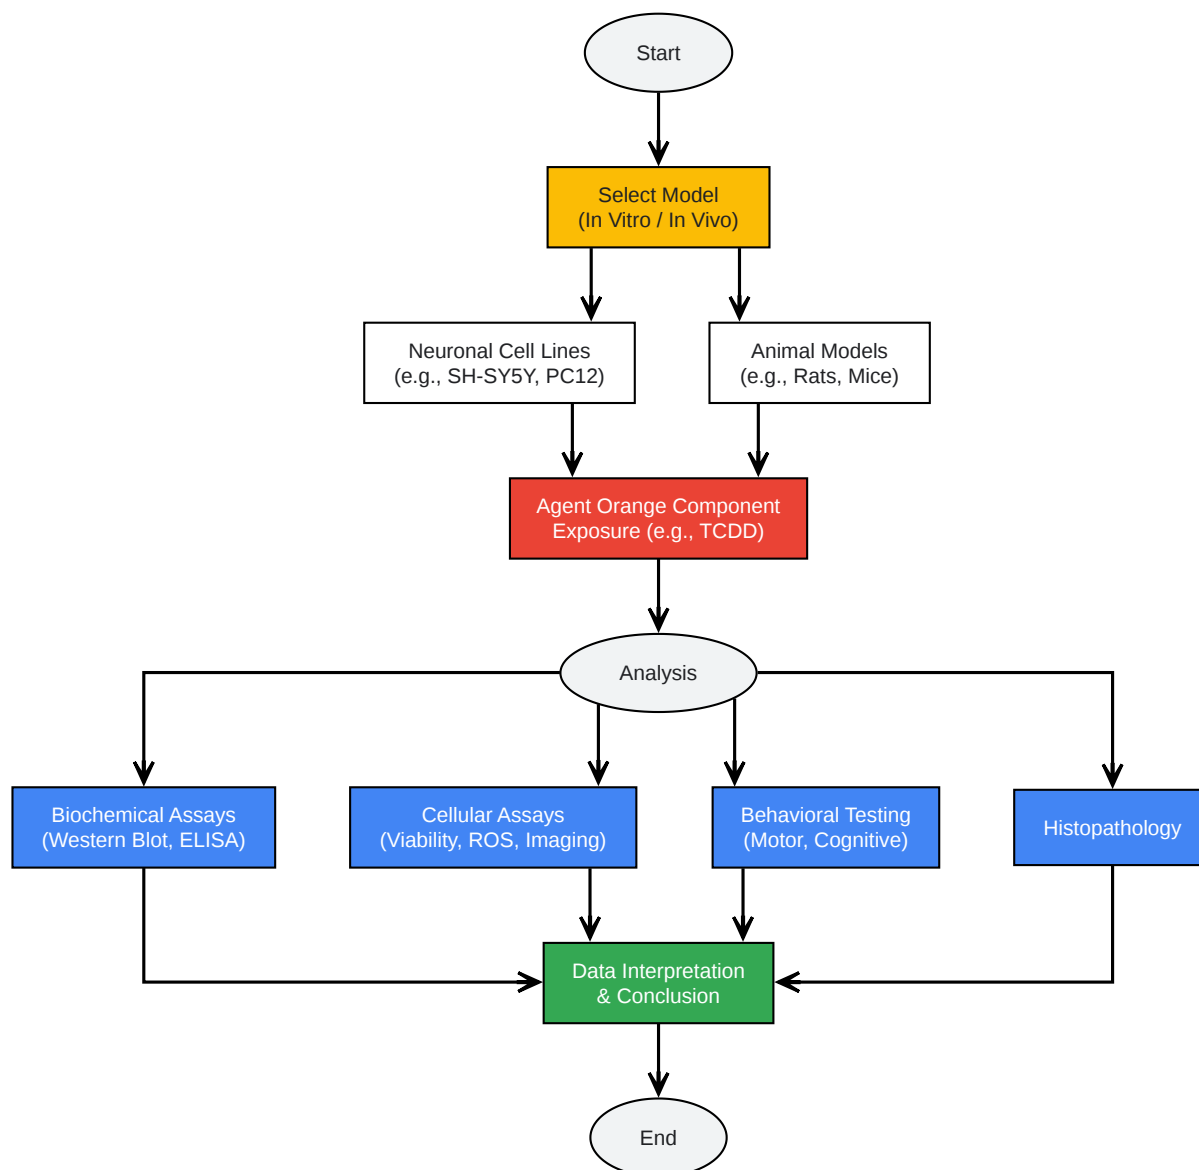 Start
Select Model
(In Vitro / In Vivo)
Neuronal Cell Lines
(e.g., SH-SY5Y, PC12)
Animal Models
(e.g., Rats, Mice)
Agent Orange Component
Exposure (e.g., TCDD)
Analysis
Biochemical Assays
(Western Blot, ELISA)
Cellular Assays
(Viability, ROS, Imaging)
Behavioral Testing
(Motor, Cognitive)
Histopathology
Data Interpretation
& Conclusion
End